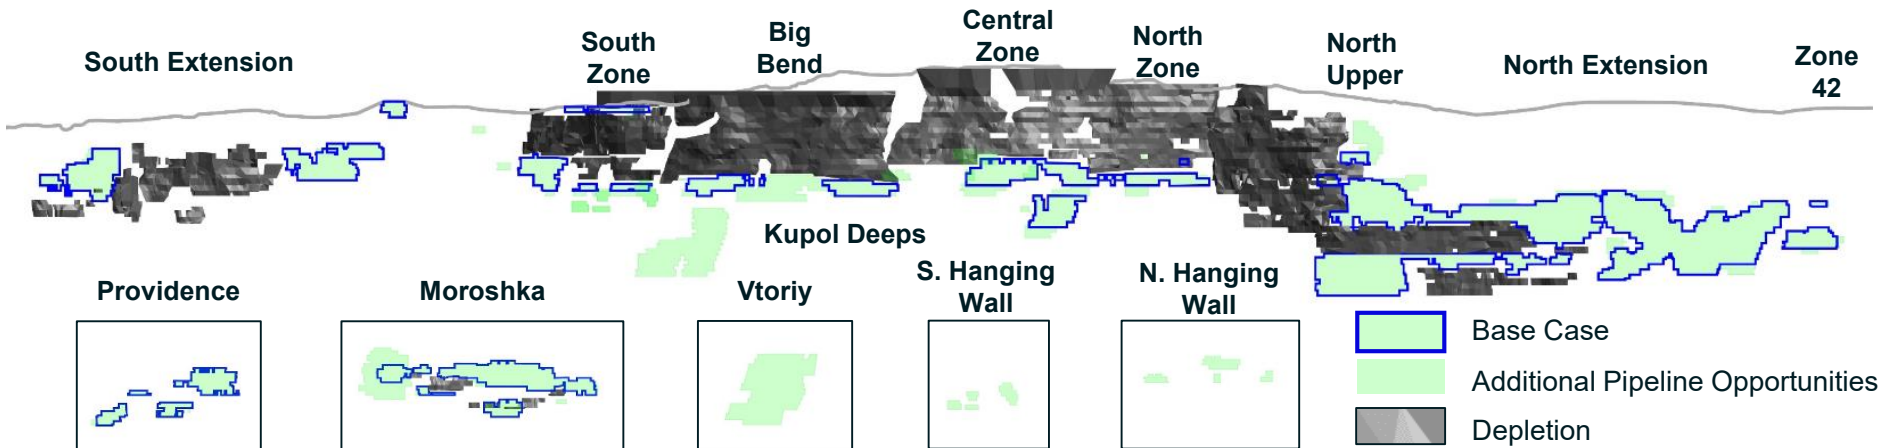 South Extension
South
Zone
Big
Bend
Central
Zone
North
Zone
North
Upper
North Extension
Zone
42
Kupol Deeps
Providence
Moroshka
Vtoriy
S. Hanging
Wall
N. Hanging
Wall
Base Case
Additional Pipeline Opportunities
Depletion